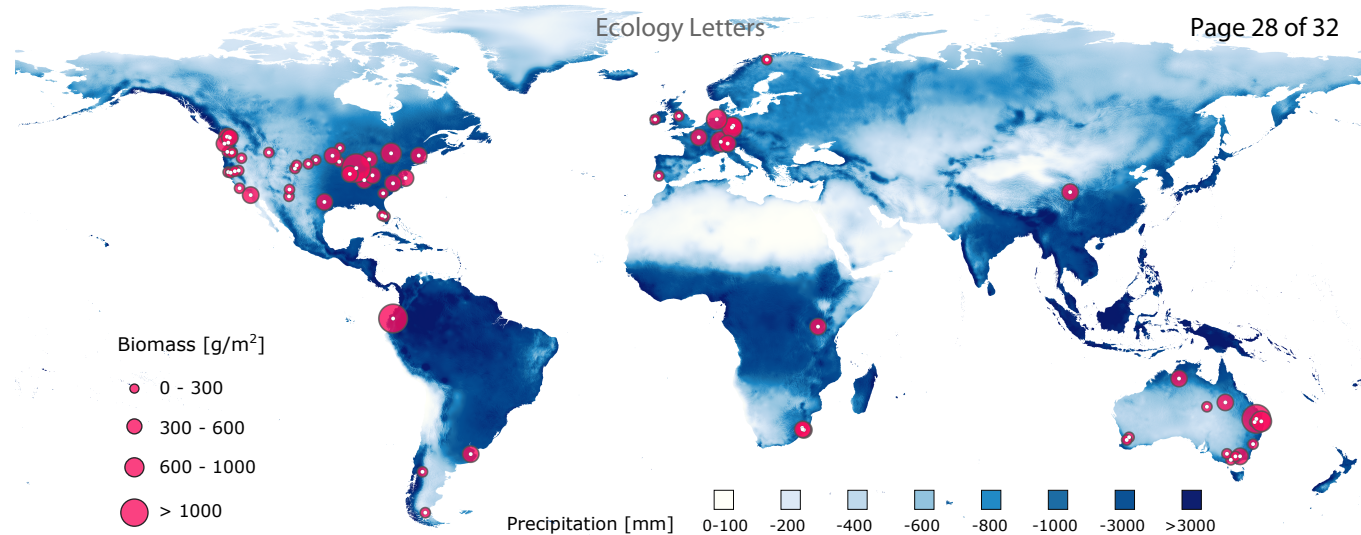 Ecology Letters
Page 28 of 32
Biomass [g/m²]
0 - 300
300 - 600
600 - 1000
> 1000
Precipitation [mm]
0-100 -200 -400 -600 -800 -1000 -3000 >3000